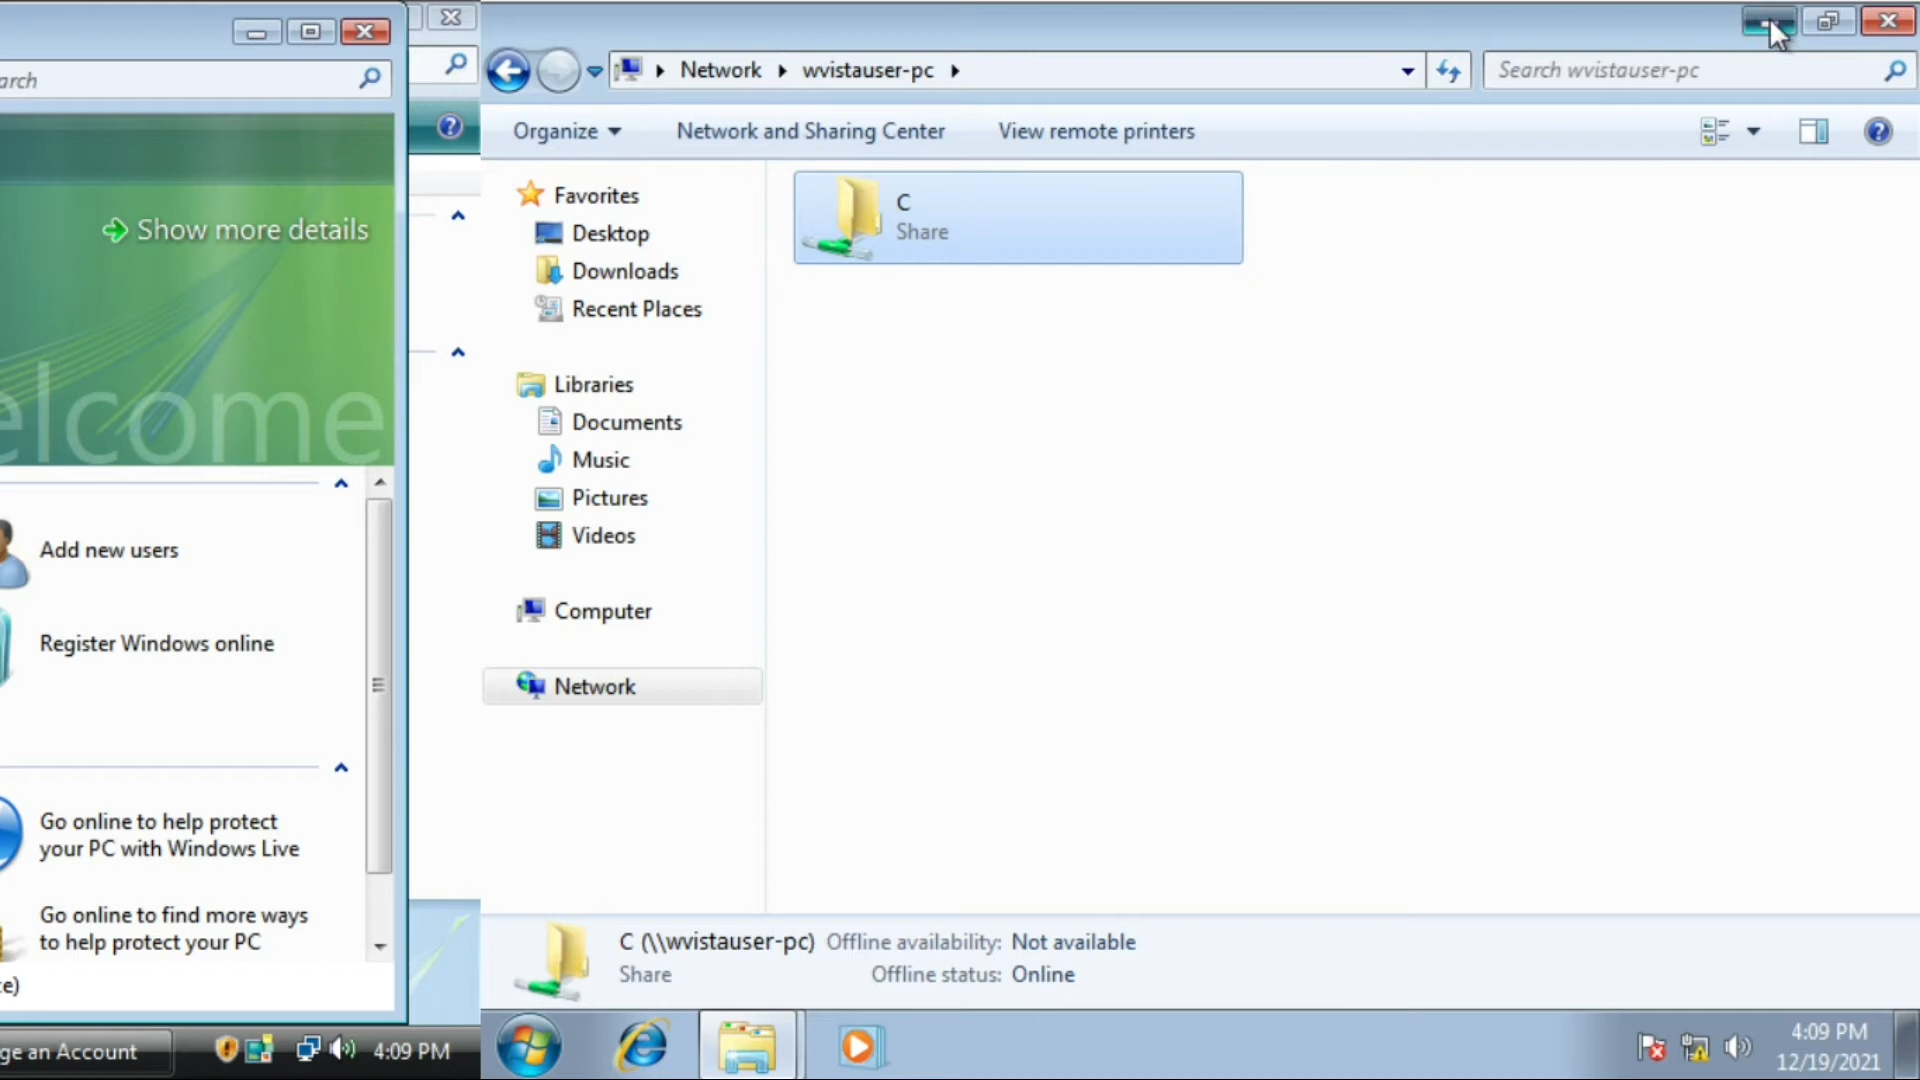 arch
Show more details
elcome
Add new users
Register Windows online
Go online to help protect
your PC with Windows Live
Go online to find more ways
to help protect your PC
te)
ge an Account
4:09 PM
Network
wvistauser-pc
Search wvistauser-pc
Organize
Network and Sharing Center
View remote printers
Favorites
Desktop
Downloads
Recent Places
Libraries
Documents
Music
Pictures
Videos
Computer
Network
C
Share
C (\\wvistauser-pc) Offline availability: Not available
Share Offline status: Online
4:09 PM
12/19/2021